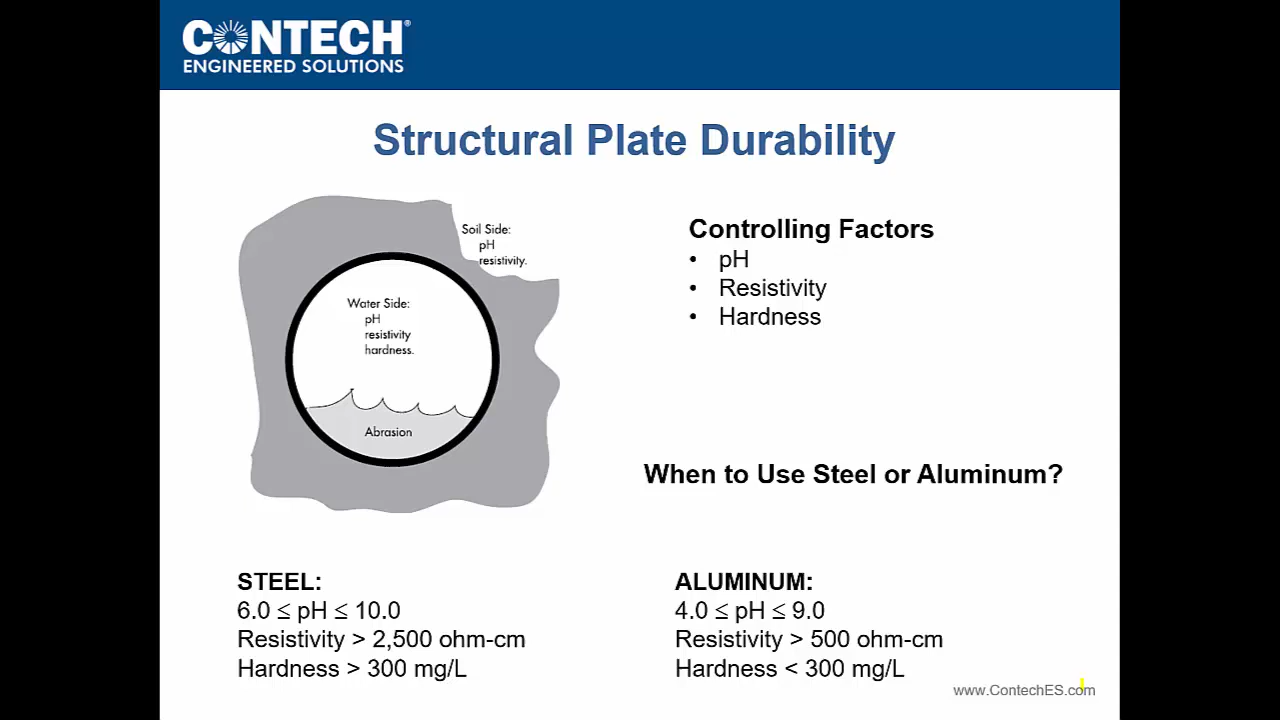 CONTECH®
ENGINEERED SOLUTIONS
Structural Plate Durability
Soil Side:
pH
resistivity.
Water Side:
pH
resistivity
hardness.
Abrasion
Controlling Factors
• pH
• Resistivity
• Hardness
When to Use Steel or Aluminum?
STEEL:
6.0 ≤ pH ≤ 10.0
Resistivity > 2,500 ohm-cm
Hardness > 300 mg/L
ALUMINUM:
4.0 ≤ pH ≤ 9.0
Resistivity > 500 ohm-cm
Hardness < 300 mg/L
www.ContechES.com